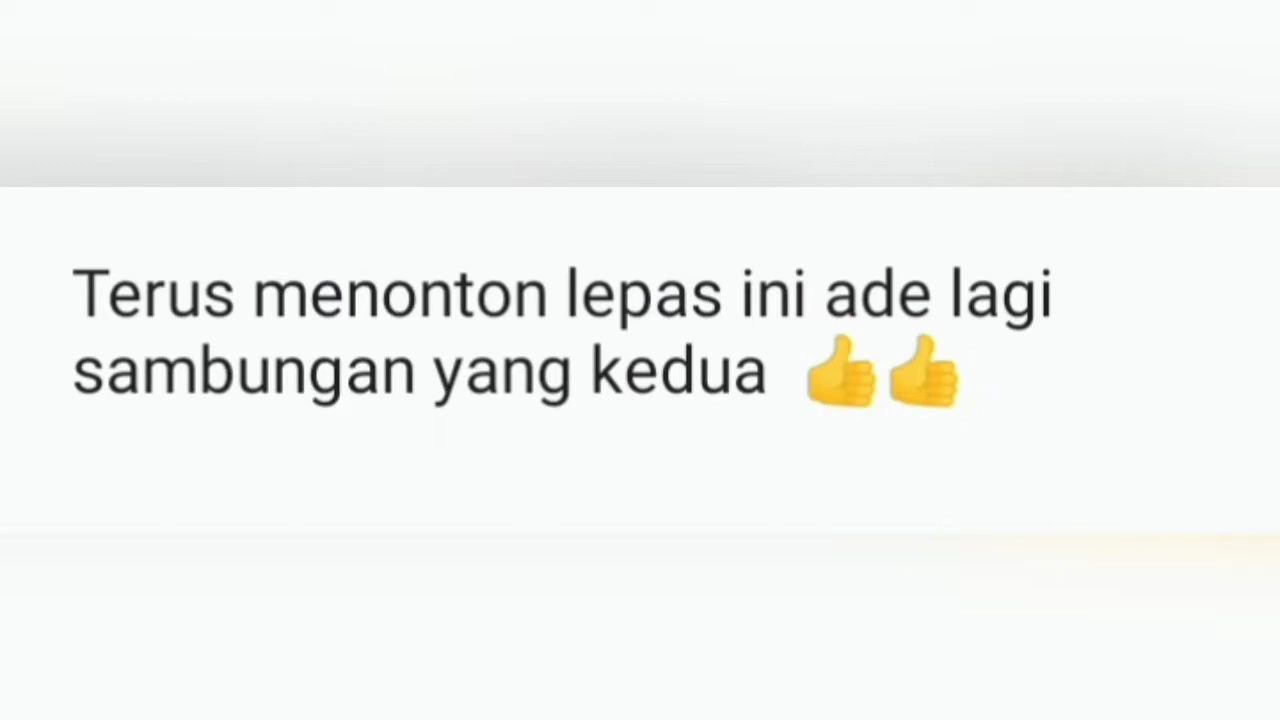 Terus menonton lepas ini ade lagi
sambungan yang kedua 👍👍